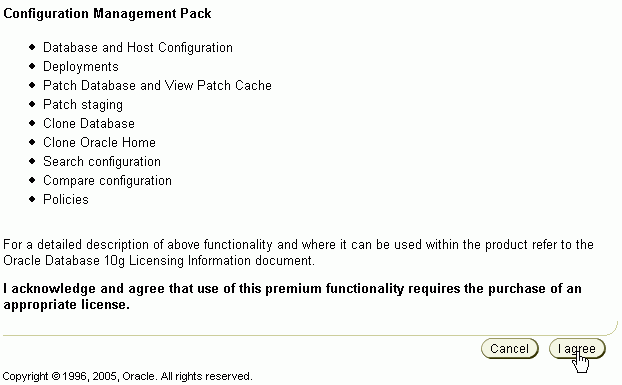 Configuration Management Pack
Database and Host Configuration
Deployments
Patch Database and View Patch Cache
Patch staging
Clone Database
Clone Oracle Home
Search configuration
Compare configuration
Policies
For a detailed description of above functionality and where it can be used within the product refer to the
Oracle Database 10g Licensing Information document.
I acknowledge and agree that use of this premium functionality requires the purchase of an
appropriate license.
Cancel I agree
Copyright © 1996, 2005, Oracle. All rights reserved.